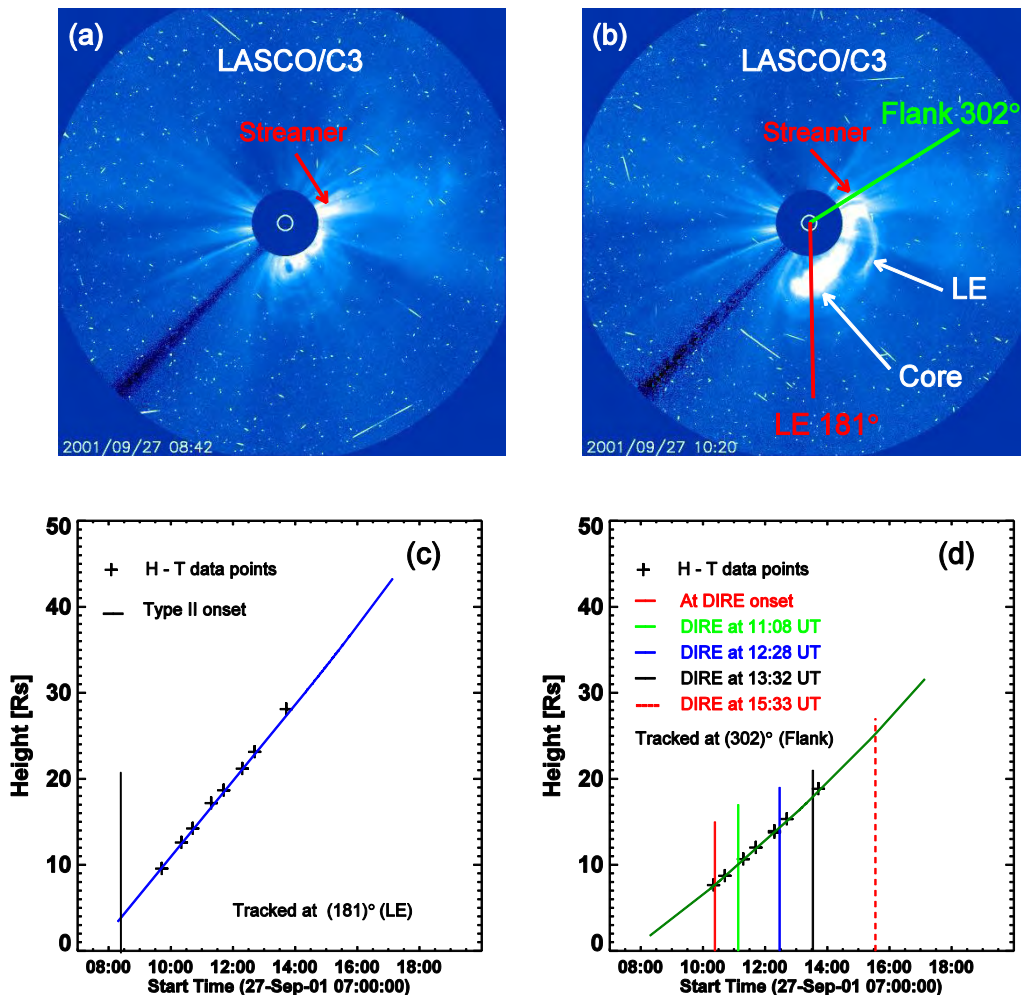 (a)
LASCO/C3
Streamer
2001/09/27 08:42
(b)
LASCO/C3
Flank 302°
Streamer
LE
Core
LE 181°
2001/09/27 10:20
(c)
50
40
30
20
10
0
Height [Rs]
H - T data points
Type II onset
Tracked at (181)° (LE)
08:00 10:00 12:00 14:00 16:00 18:00
Start Time (27-Sep-01 07:00:00)
(d)
50
40
30
20
10
0
Height [Rs]
H - T data points
At DIRE onset
DIRE at 11:08 UT
DIRE at 12:28 UT
DIRE at 13:32 UT
DIRE at 15:33 UT
Tracked at (302)° (Flank)
08:00 10:00 12:00 14:00 16:00 18:00
Start Time (27-Sep-01 07:00:00)